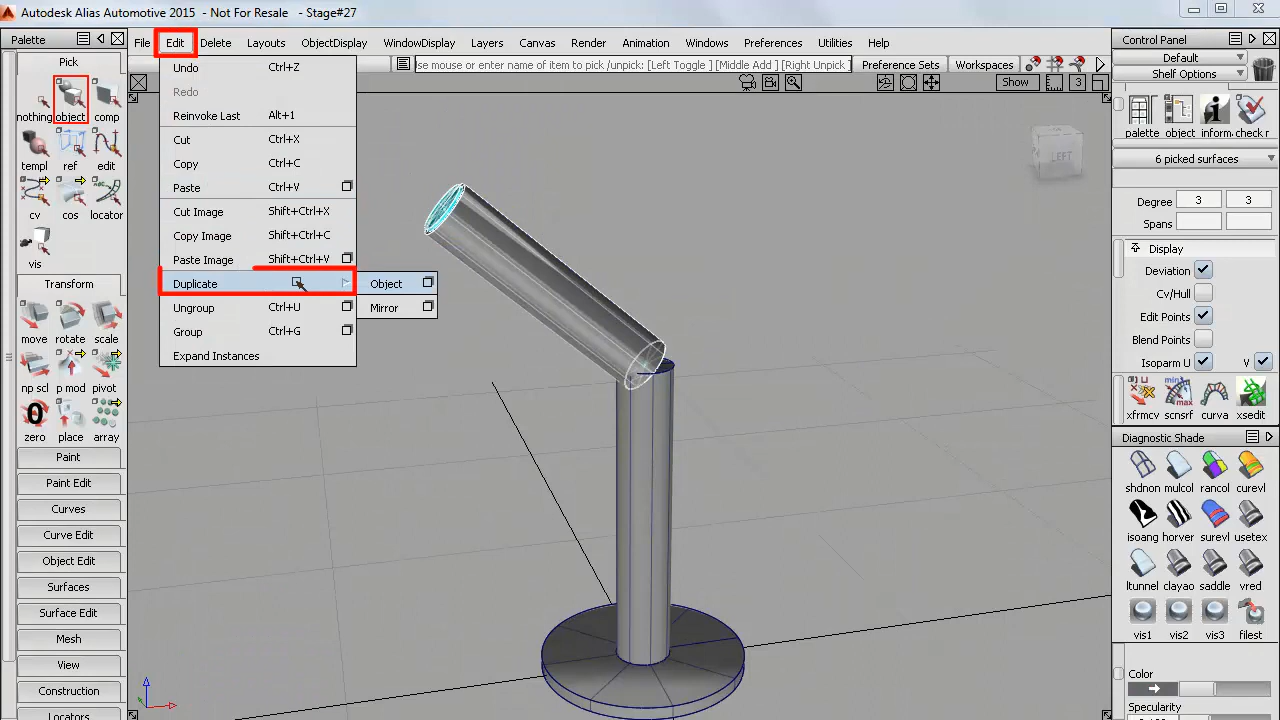 Autodesk Alias Automotive 2015 - Not For Resale - Stage#27
Palette
File Edit Delete Layouts ObjectDisplay WindowDisplay Layers Canvas Render Animation Windows Preferences Utilities Help
use mouse or enter name of item to pick /unpick: [Left Toggle ] [Middle Add ] [Right Unpick ]
Preference Sets Workspaces
Show 3
Pick
nothing object comp
templ ref edit
cv cos locator
vis
Transform
move rotate scale
np scl p mod pivot
0
zero place array
Paint
Paint Edit
Curves
Curve Edit
Object Edit
Surfaces
Surface Edit
Mesh
View
Construction
Locators
Undo Ctrl+Z
Redo
Reinvoke Last Alt+1
Cut Ctrl+X
Copy Ctrl+C
Paste Ctrl+V
Cut Image Shift+Ctrl+X
Copy Image Shift+Ctrl+C
Paste Image Shift+Ctrl+V
Duplicate
Ungroup Ctrl+U
Group Ctrl+G
Expand Instances
Object
Mirror
LEFT
Control Panel
Default
Shelf Options
palette object inform check r
6 picked surfaces
Degree 3 3
Spans
Display
Deviation
Cv/Hull
Edit Points
Blend Points
Isoparm U V
xfrmcv scnsrf curva xsedit
Diagnostic Shade
shdnon mulcol rancol curevl
isoang horver surevl usetex
ltunnel clayao saddle vred
vis1 vis2 vis3 filest
Color
Specularity